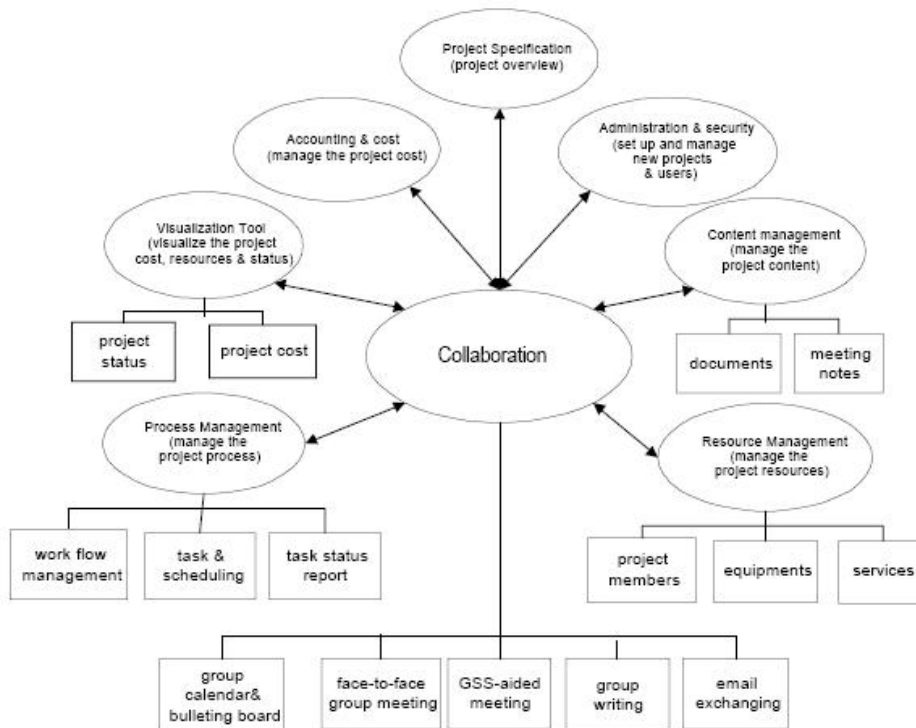 Project Specification
(project overview)
Accounting & cost
(manage the project cost)
Administration & security
(set up and manage
new projects
& users)
Visualization Tool
(visualize the project
cost, resources & status)
Content management
(manage the
project content)
project
status
project cost
Collaboration
documents
meeting
notes
Process Management
(manage the
project process)
Resource Management
(manage the
project resources)
work flow
management
task &
scheduling
task status
report
project
members
equipments
services
group
calendar&
bulleting board
face-to-face
group meeting
GSS-aided
meeting
group
writing
email
exchanging